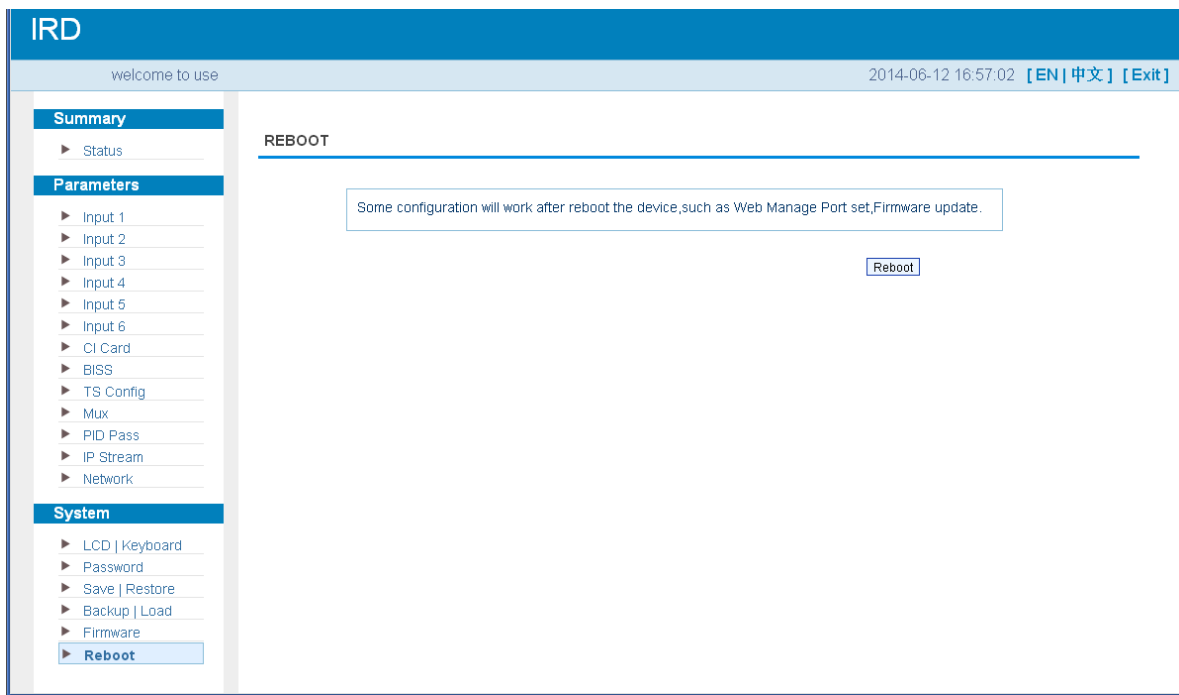 IRD
welcome to use
2014-06-12 16:57:02 [ EN | 中文 ] [ Exit ]
Summary
Status
Parameters
Input 1
Input 2
Input 3
Input 4
Input 5
Input 6
CI Card
BISS
TS Config
Mux
PID Pass
IP Stream
Network
System
LCD | Keyboard
Password
Save | Restore
Backup | Load
Firmware
Reboot
REBOOT
Some configuration will work after reboot the device,such as Web Manage Port set,Firmware update.
Reboot